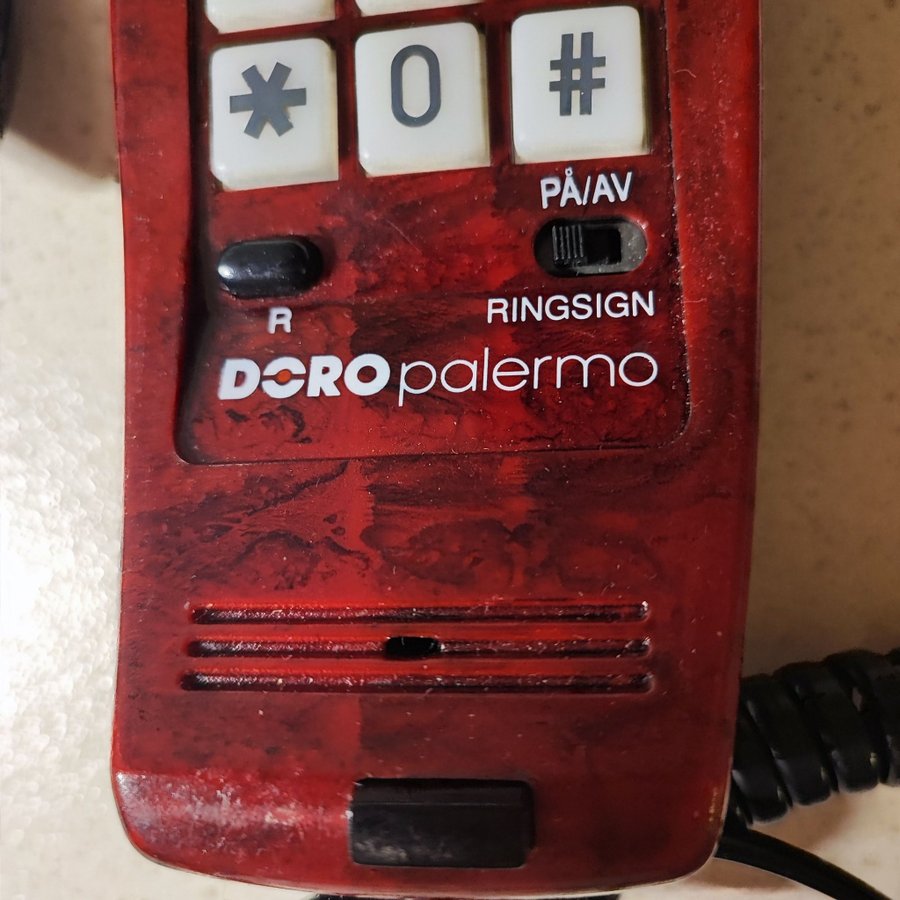 * 0 #
PÅ/AV
R
RINGSIGN
DORO palermo